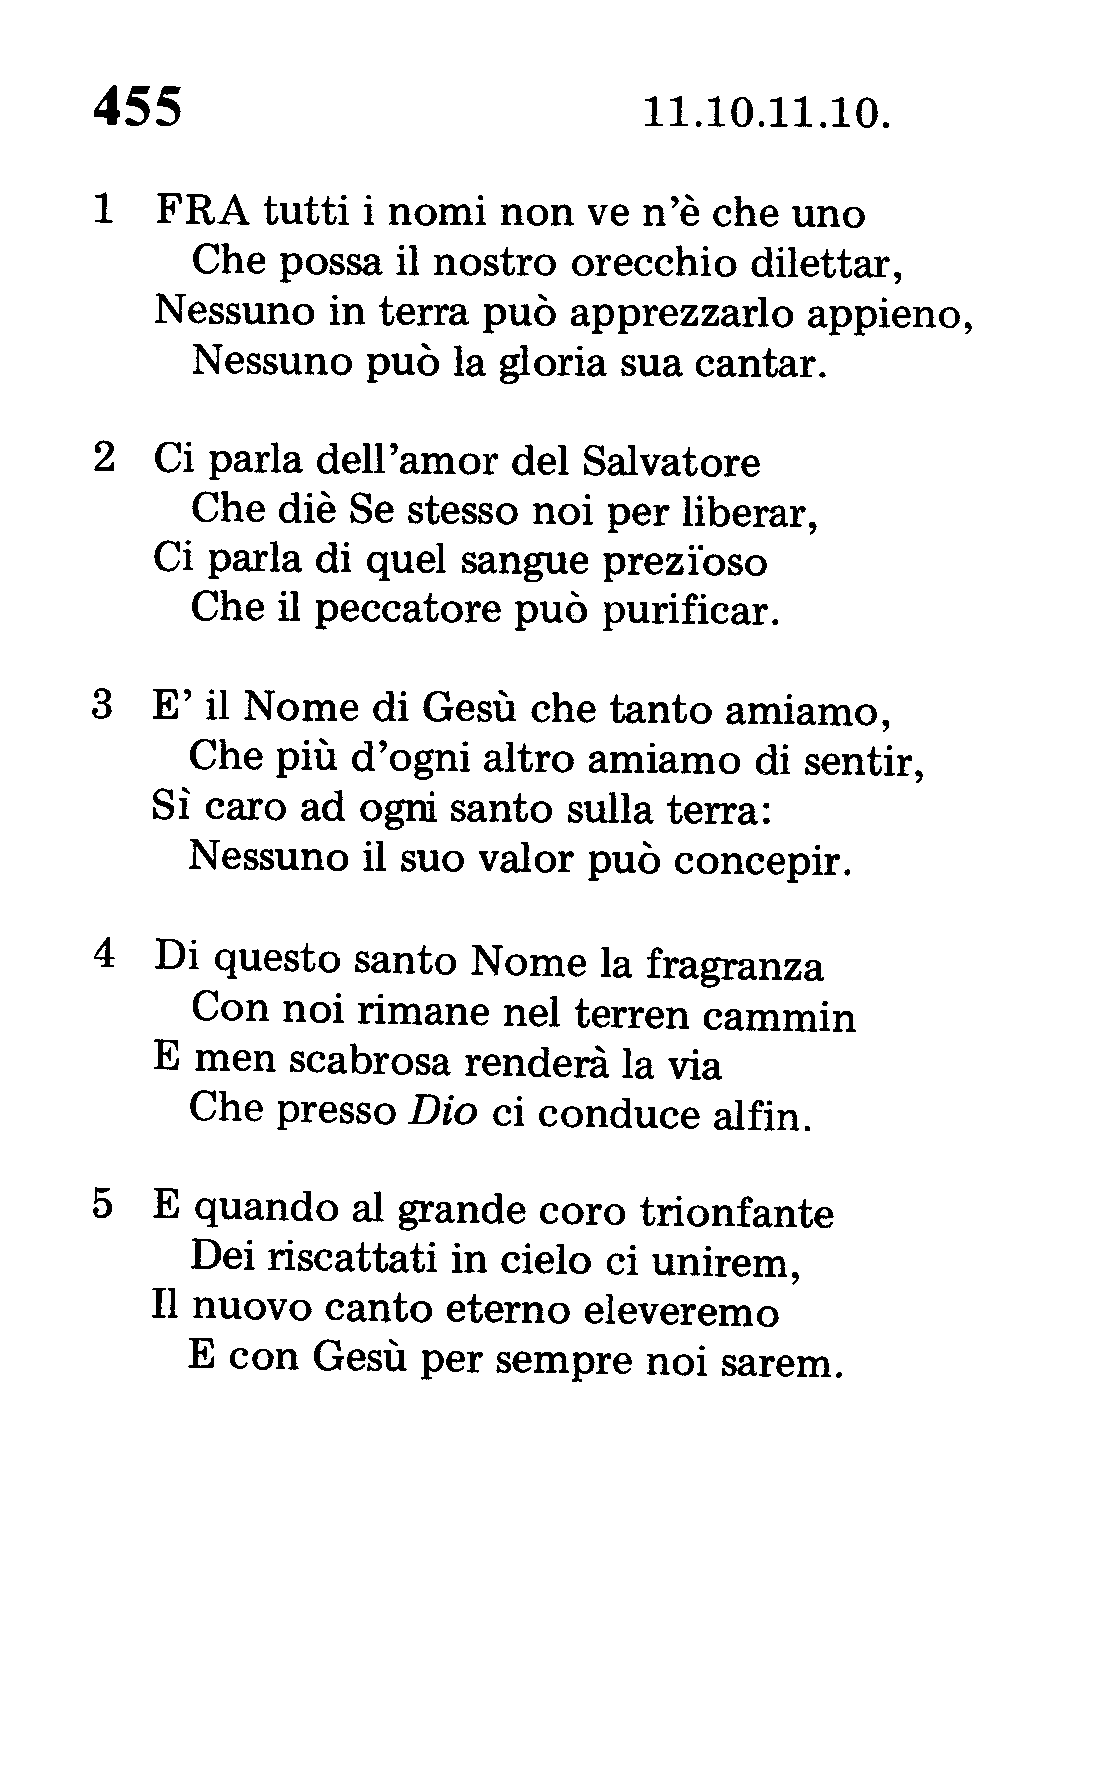 455 11.10.11.10.
1 FRA tutti i nomi non ve n’è che uno
Che possa il nostro orecchio dilettar,
Nessuno in terra può apprezzarlo appieno,
Nessuno può la gloria sua cantar.
2 Ci parla dell’amor del Salvatore
Che diè Se stesso noi per liberar,
Ci parla di quel sangue prezïoso
Che il peccatore può purificar.
3 E’ il Nome di Gesù che tanto amiamo,
Che più d’ogni altro amiamo di sentir,
Sì caro ad ogni santo sulla terra:
Nessuno il suo valor può concepir.
4 Di questo santo Nome la fragranza
Con noi rimane nel terren cammin
E men scabrosa renderà la via
Che presso Dio ci conduce alfin.
5 E quando al grande coro trionfante
Dei riscattati in cielo ci unirem,
Il nuovo canto eterno eleveremo
E con Gesù per sempre noi sarem.